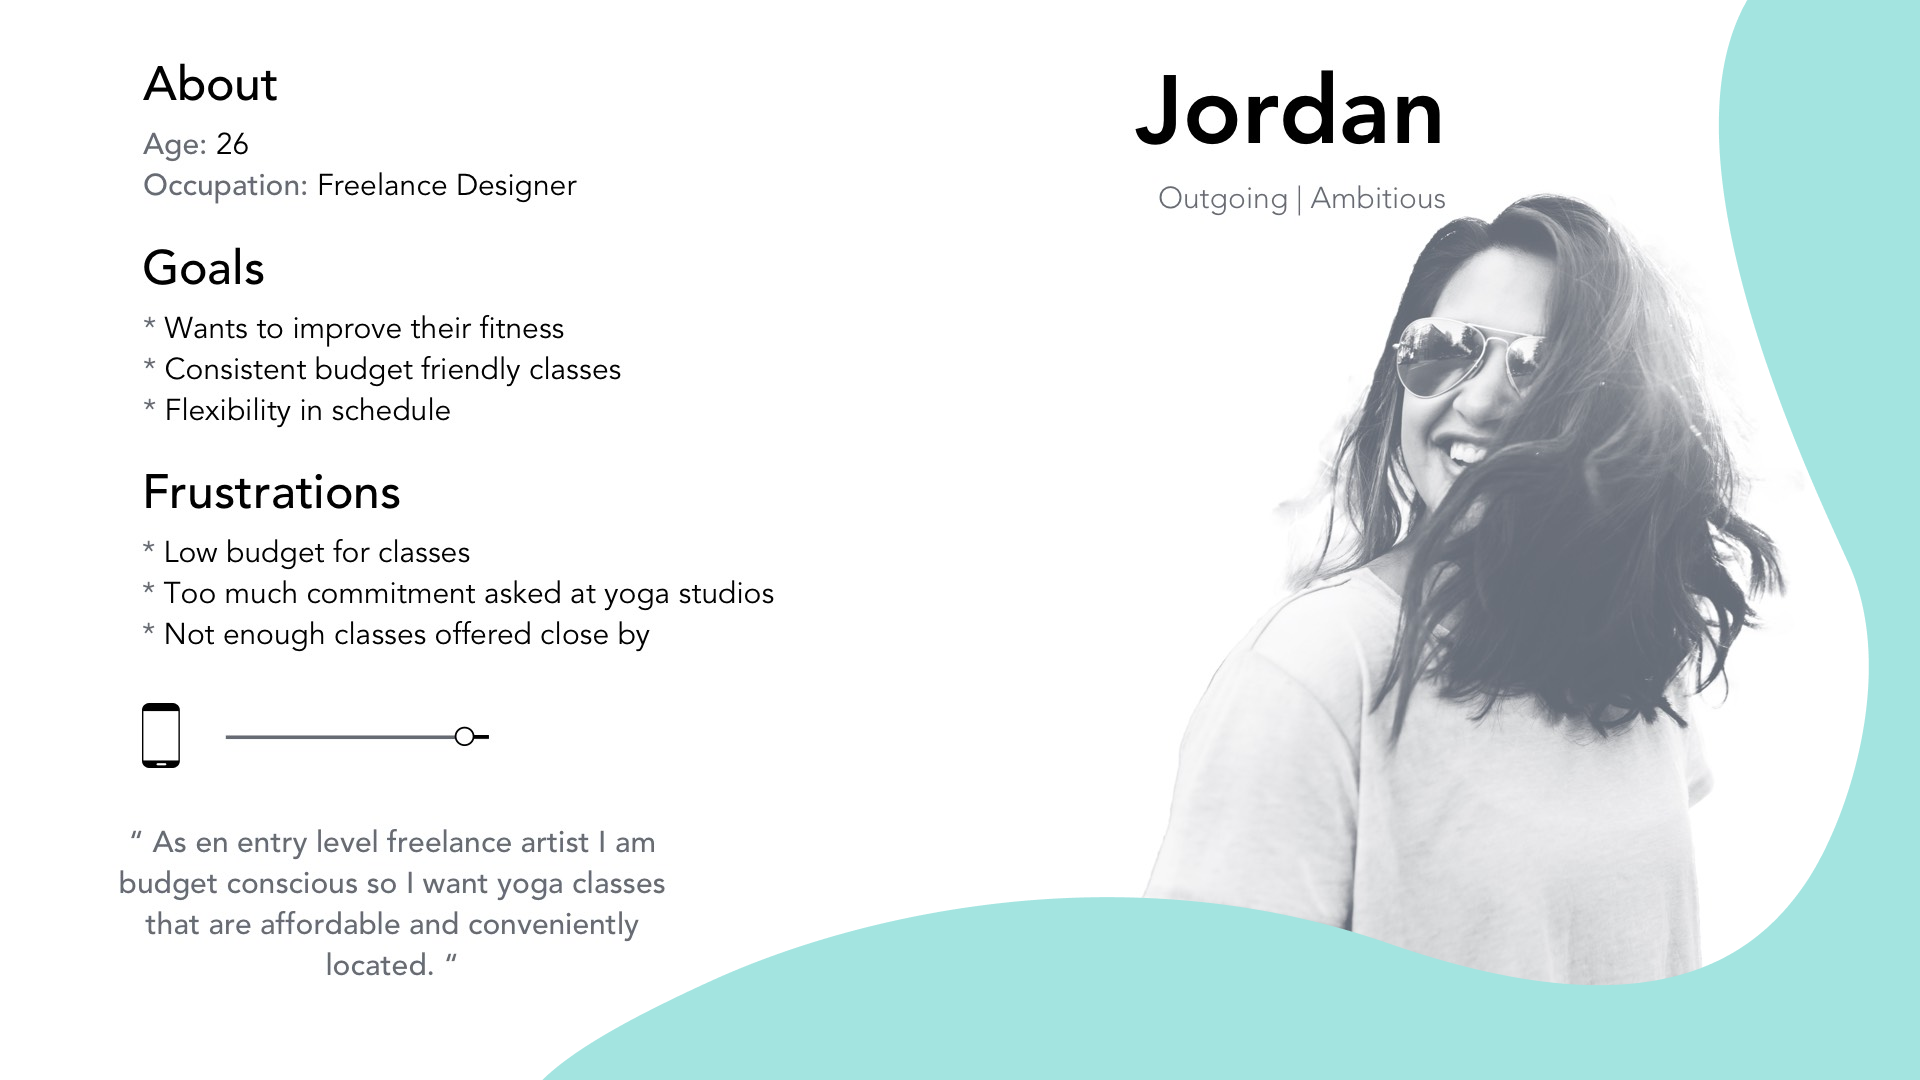 About
Age: 26
Occupation: Freelance Designer
Goals
* Wants to improve their fitness
* Consistent budget friendly classes
* Flexibility in schedule
Frustrations
* Low budget for classes
* Too much commitment asked at yoga studios
* Not enough classes offered close by
“ As en entry level freelance artist I am
budget conscious so I want yoga classes
that are affordable and conveniently
located. “
Jordan
Outgoing | Ambitious